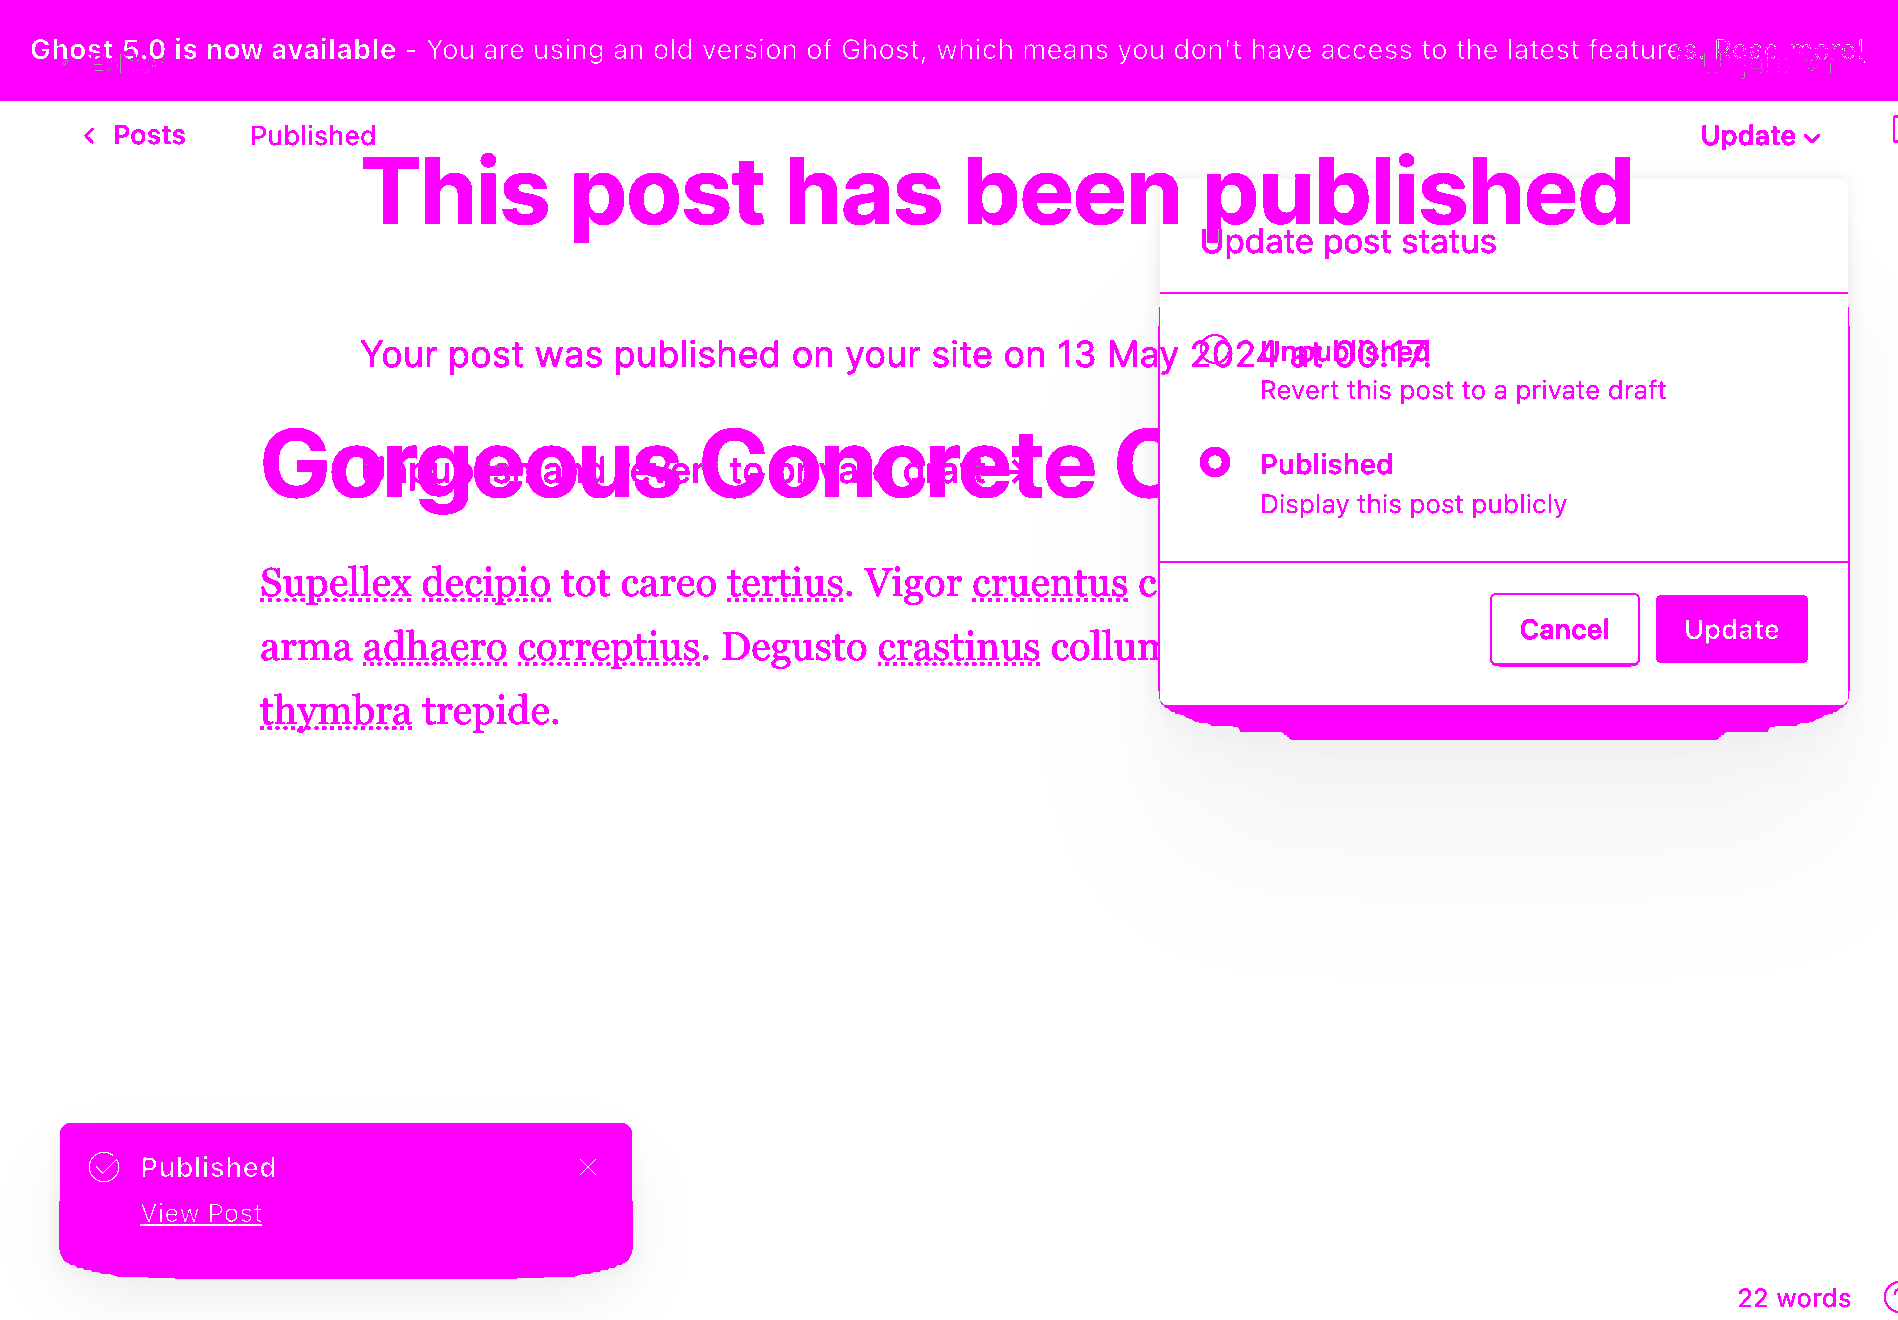 Ghost 5.0 is now available - You are using an old version of Ghost, which means you don't have access to the latest features. Read more!
Posts
Published
Update
This post has been published
Update post status
Your post was published on your site on 13 May 2024 at 00:17.
Unpublished
Revert this post to a private draft
Gorgeous Concrete C
Unpublish and revert to private draft
Published
Display this post publicly
Supellex decipio tot careo tertius. Vigor cruentus c
arma adhaero correptius. Degusto crastinus collum
thymbra trepide.
Cancel
Update
Published
View Post
22 words